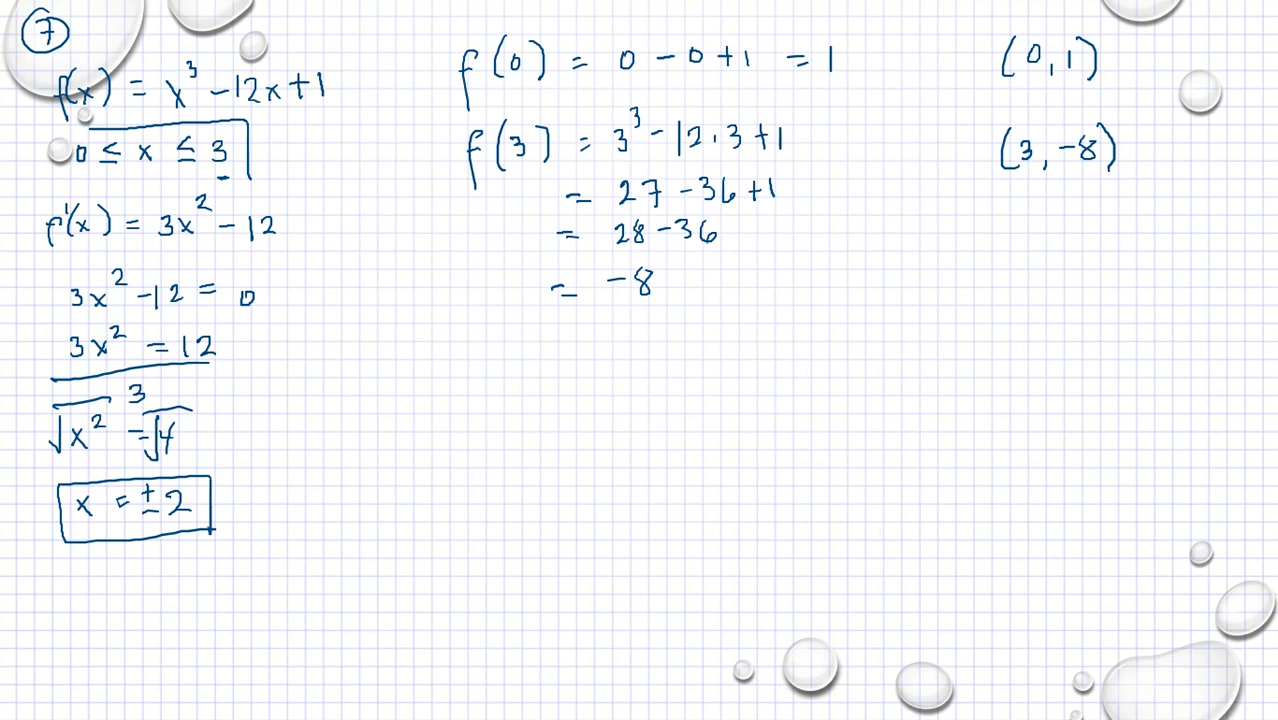 7
f(x) = x³ - 12x + 1
0 ≤ x ≤ 3
f'(x) = 3x² - 12
3x² - 12 = 0
3x² = 12
3
√x² = √4
x = ± 2
f(0) = 0 - 0 + 1 = 1
f(3) = 3³ - 12 . 3 + 1
= 27 - 36 + 1
= 28 - 36
= -8
(0, 1)
(3, -8)